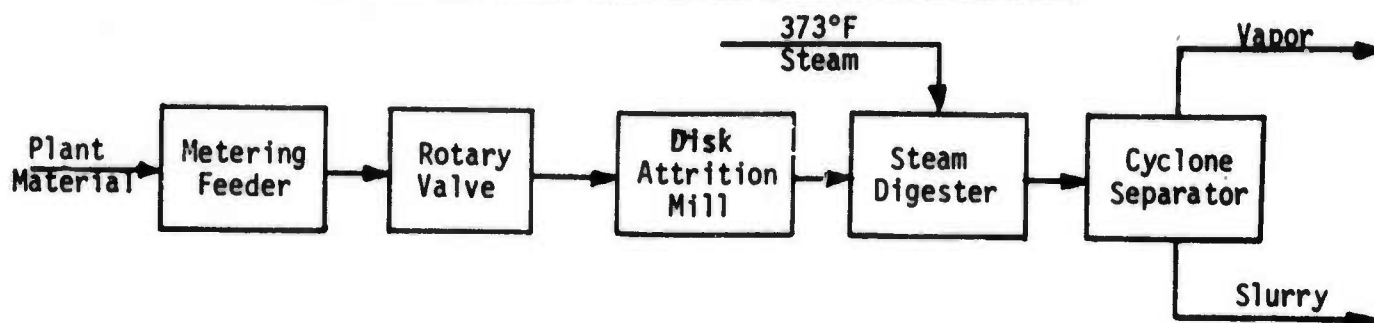 373°F
Steam
Vapor
Plant
Material
Metering
Feeder
Rotary
Valve
Disk
Attrition
Mill
Steam
Digester
Cyclone
Separator
Slurry